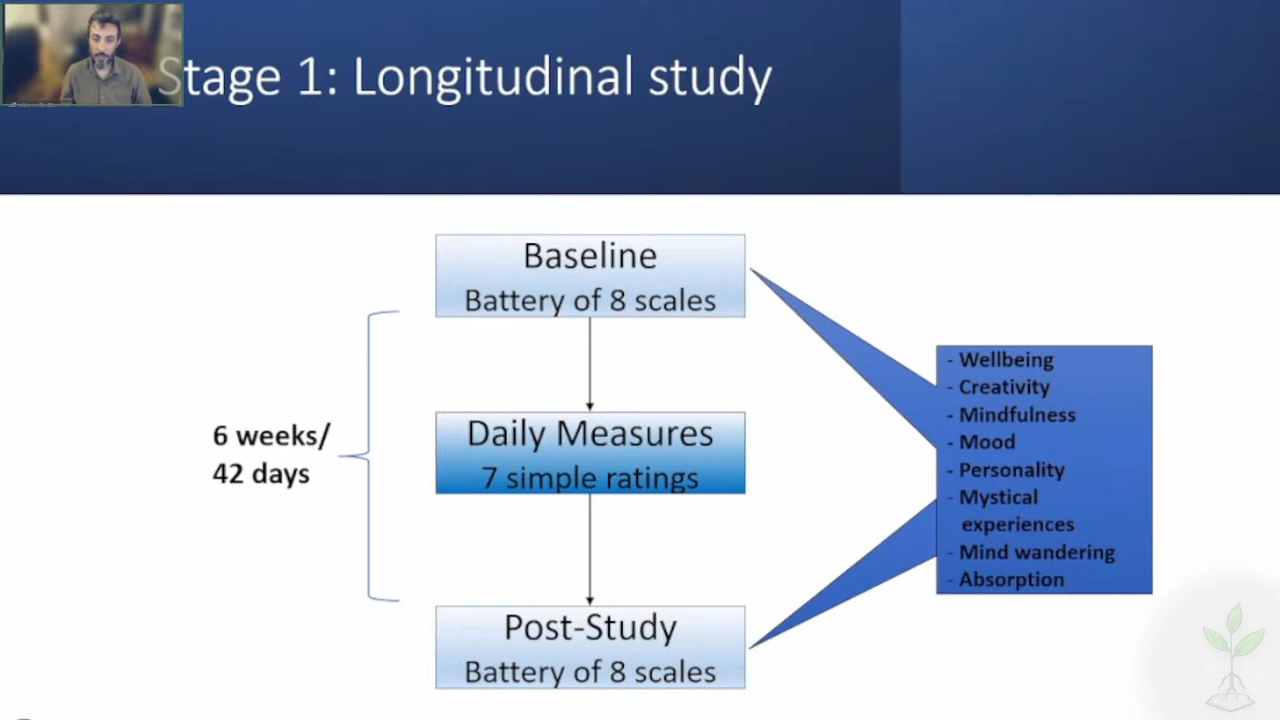 Stage 1: Longitudinal study
Baseline
Battery of 8 scales
6 weeks/
42 days
Daily Measures
7 simple ratings
Post-Study
Battery of 8 scales
- Wellbeing
- Creativity
- Mindfulness
- Mood
- Personality
- Mystical
experiences
- Mind wandering
- Absorption